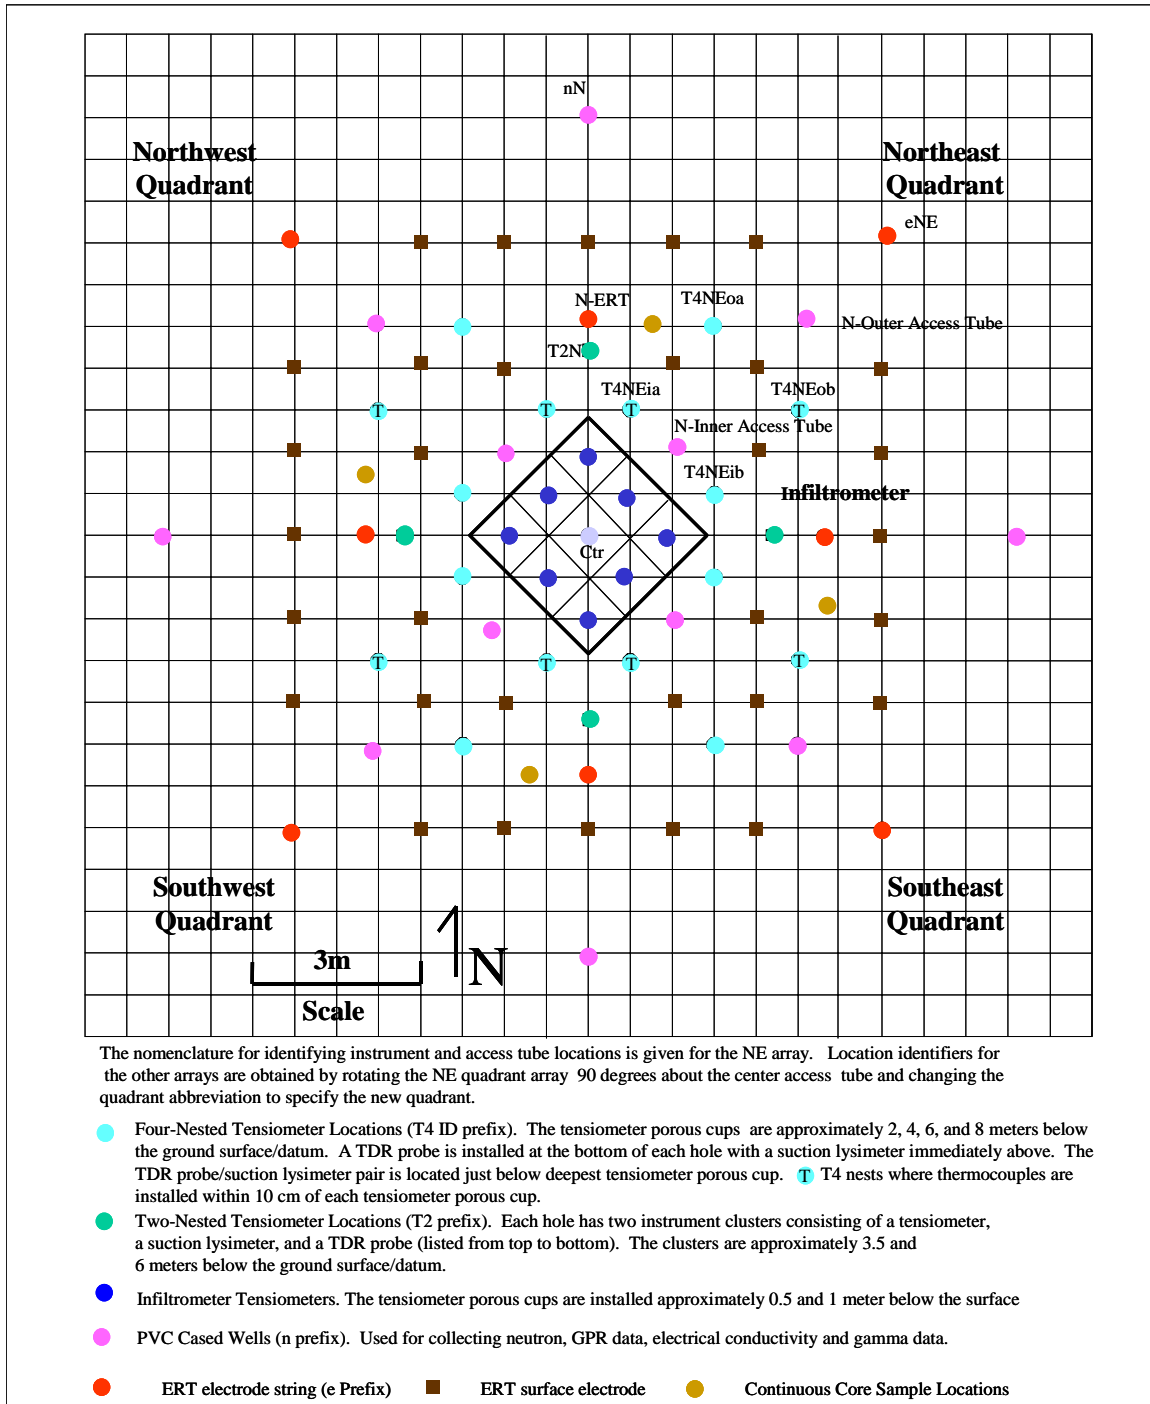 nN
Northwest
Quadrant
Northeast
Quadrant
eNE
N-ERT
T4NEoa
N-Outer Access Tube
T2N
T4NEia
T4NEob
T
T
T
T
N-Inner Access Tube
T4NEib
Infiltrometer
Ctr
T
T
T
T
Southwest
Quadrant
Southeast
Quadrant
N
3m
Scale
The nomenclature for identifying instrument and access tube locations is given for the NE array. Location identifiers for
the other arrays are obtained by rotating the NE quadrant array 90 degrees about the center access tube and changing the
quadrant abbreviation to specify the new quadrant.
Four-Nested Tensiometer Locations (T4 ID prefix). The tensiometer porous cups are approximately 2, 4, 6, and 8 meters below
the ground surface/datum. A TDR probe is installed at the bottom of each hole with a suction lysimeter immediately above. The
TDR probe/suction lysimeter pair is located just below deepest tensiometer porous cup. T T4 nests where thermocouples are
installed within 10 cm of each tensiometer porous cup.
Two-Nested Tensiometer Locations (T2 prefix). Each hole has two instrument clusters consisting of a tensiometer,
a suction lysimeter, and a TDR probe (listed from top to bottom). The clusters are approximately 3.5 and
6 meters below the ground surface/datum.
Infiltrometer Tensiometers. The tensiometer porous cups are installed approximately 0.5 and 1 meter below the surface
PVC Cased Wells (n prefix). Used for collecting neutron, GPR data, electrical conductivity and gamma data.
ERT electrode string (e Prefix)
ERT surface electrode
Continuous Core Sample Locations